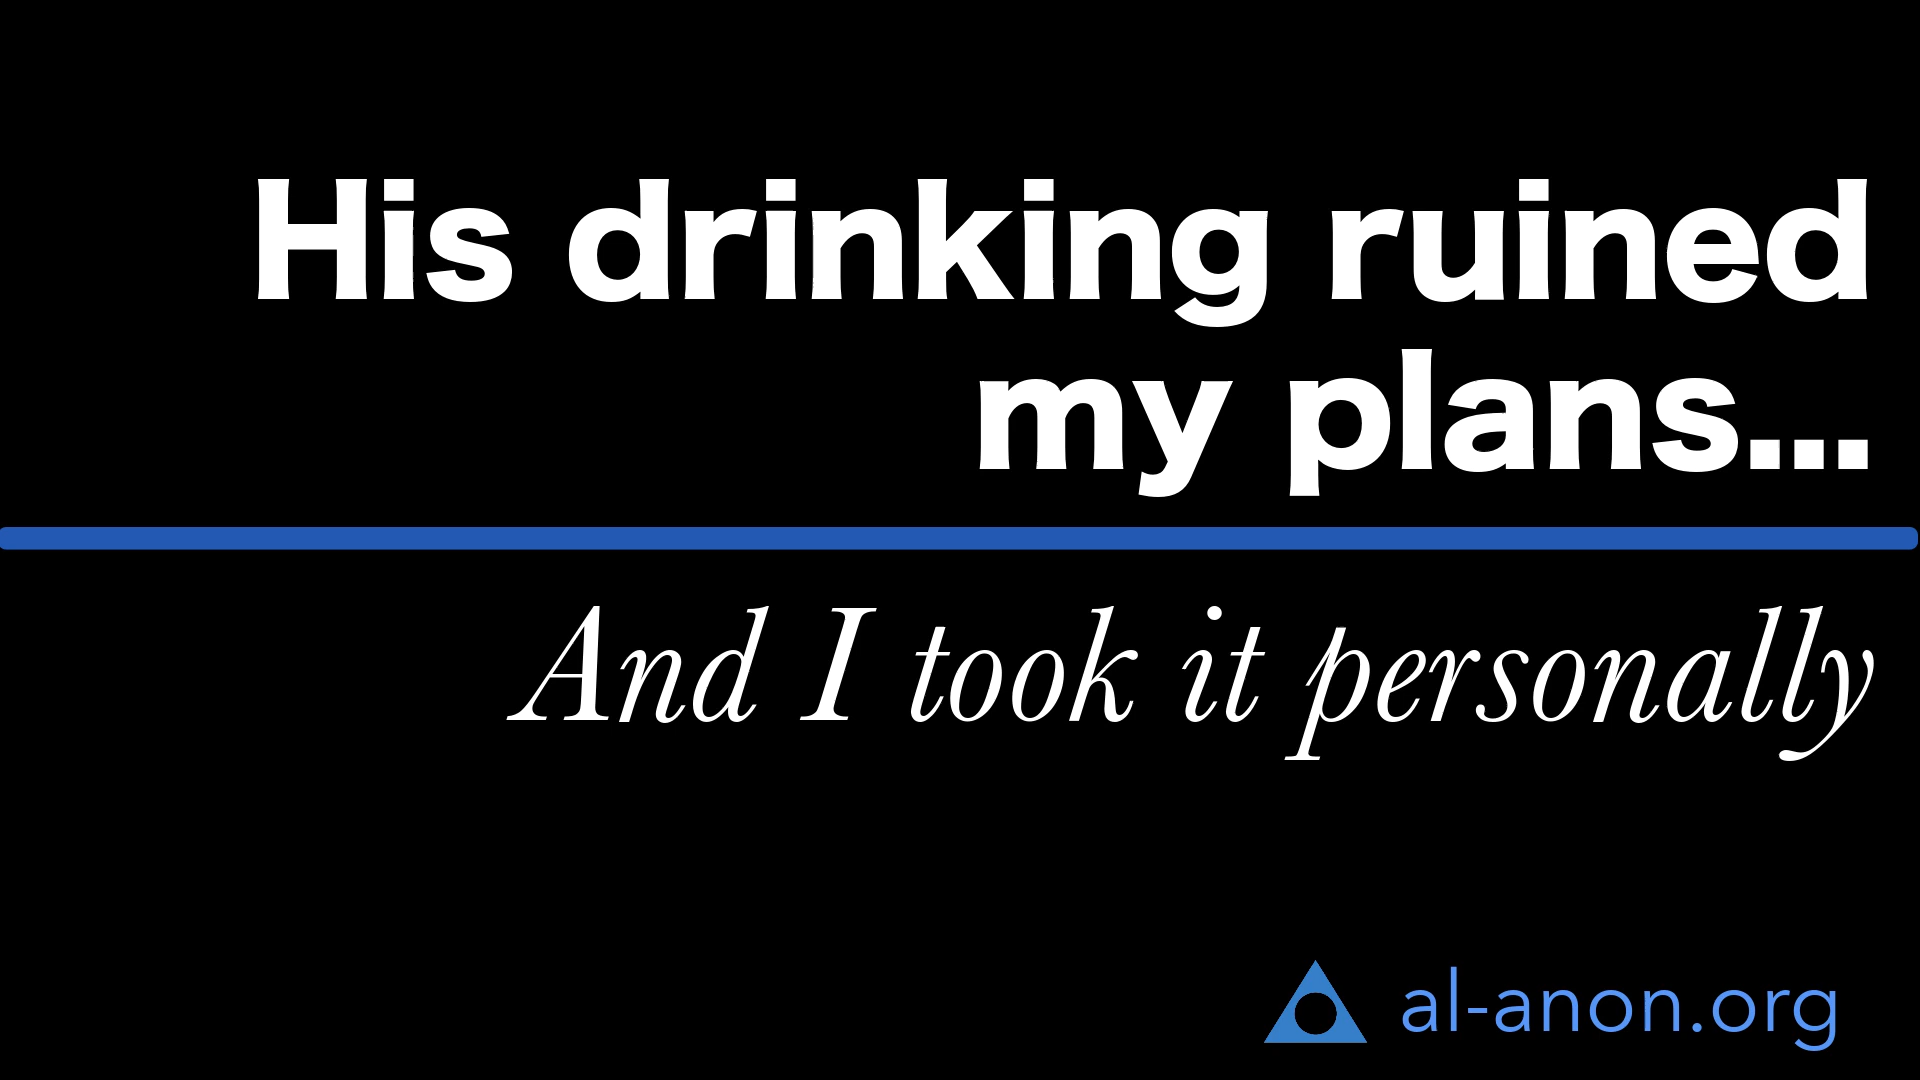 His drinking ruined
my plans...
And I took it personally
al-anon.org